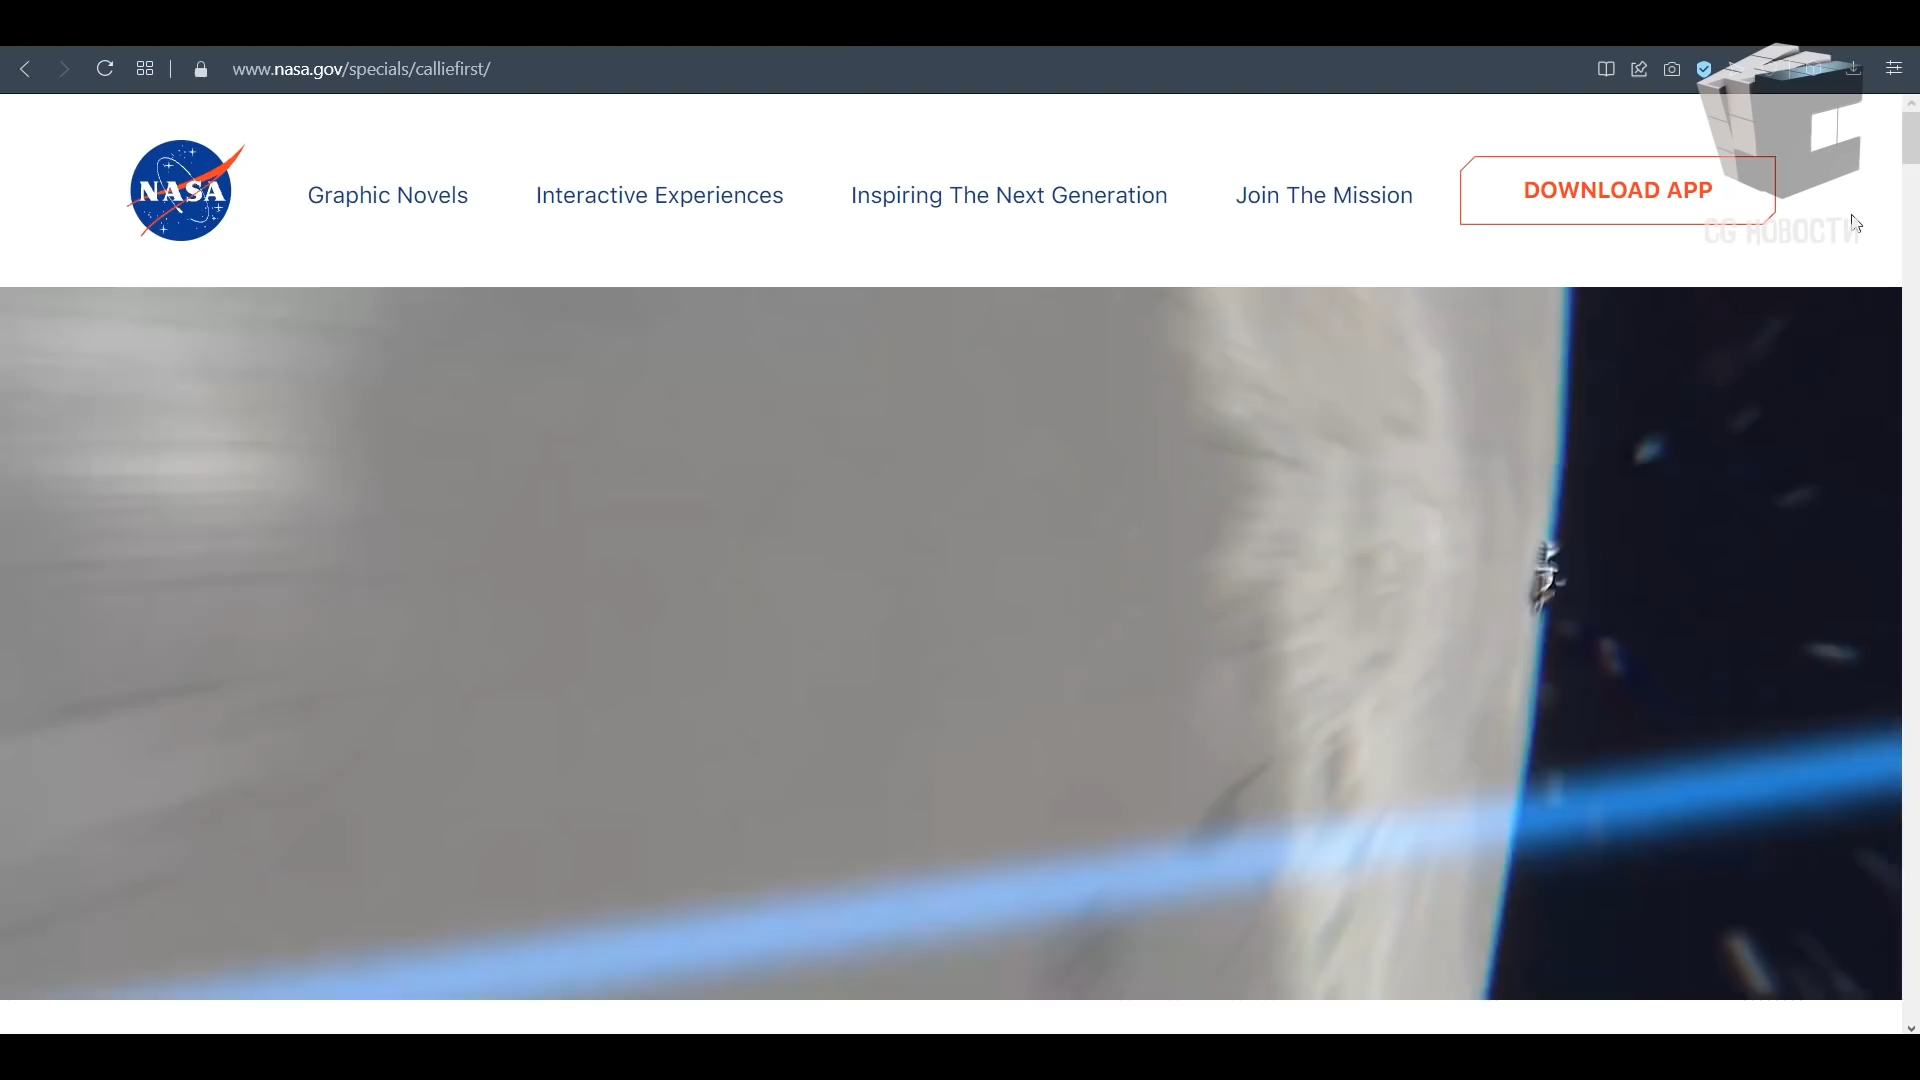 www.nasa.gov/specials/calliefirst/
NASA
Graphic Novels
Interactive Experiences
Inspiring The Next Generation
Join The Mission
DOWNLOAD APP
CG НОВОСТИ